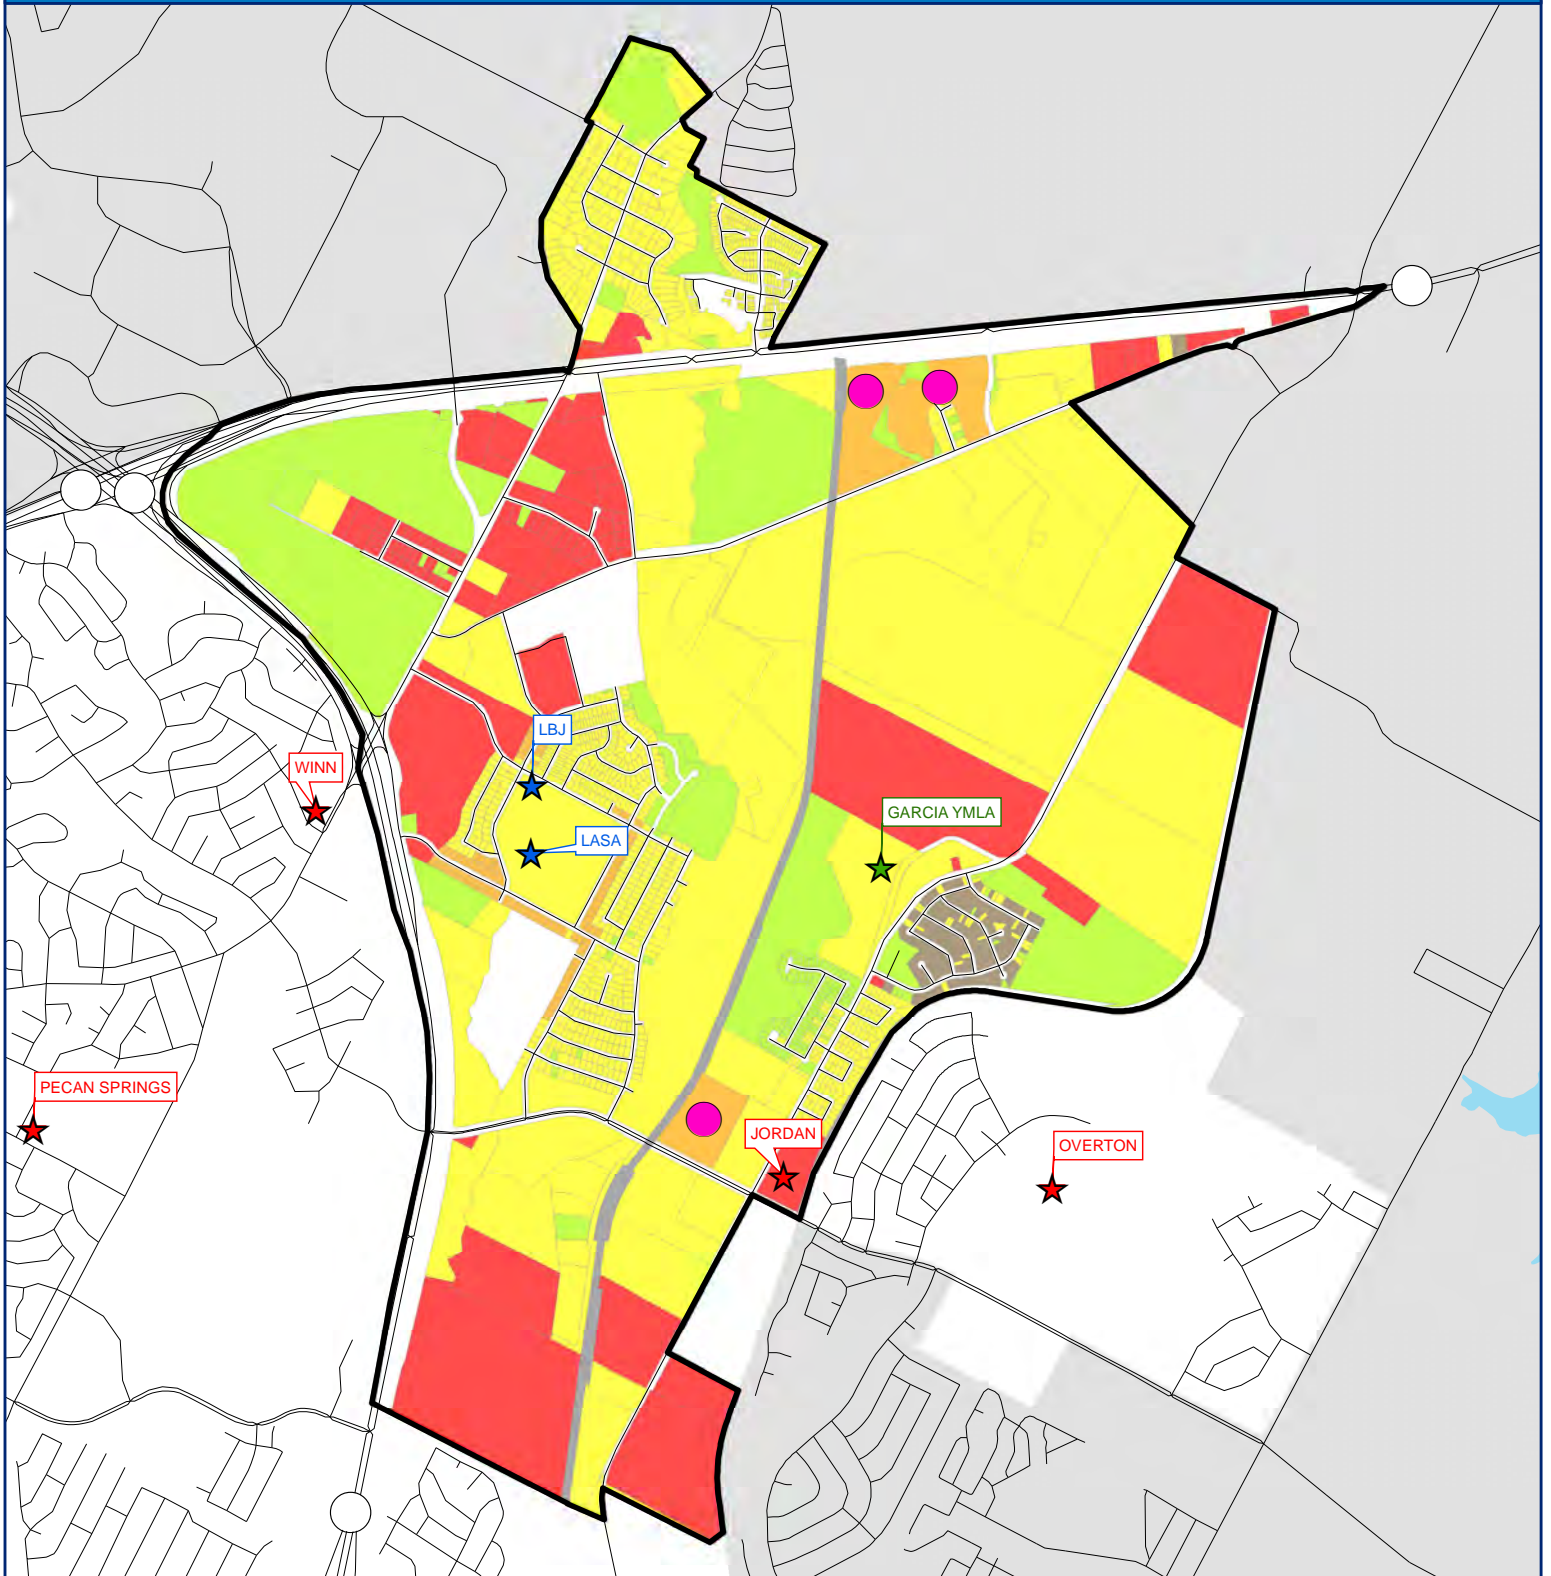 LBJ
WINN
GARCIA YMLA
LASA
PECAN SPRINGS
JORDAN
OVERTON